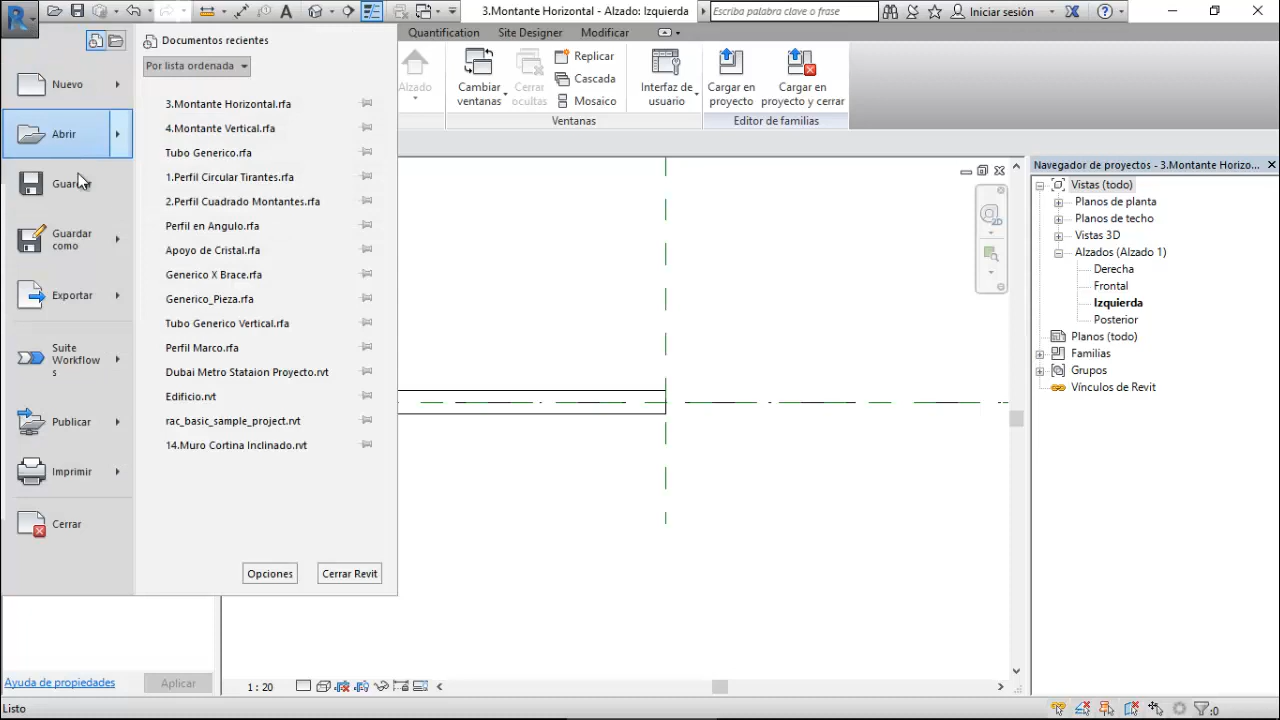 3.Montante Horizontal - Alzado: Izquierda
Escriba palabra clave o frase
Iniciar sesión
Quantification
Site Designer
Modificar
Documentos recientes
Por lista ordenada
Nuevo
Abrir
Guardar
como
Exportar
Suite
Workflow
s
Publicar
Imprimir
Cerrar
3.Montante Horizontal.rfa
4.Montante Vertical.rfa
Tubo Generico.rfa
1.Perfil Circular Tirantes.rfa
2.Perfil Cuadrado Montantes.rfa
Perfil en Angulo.rfa
Apoyo de Cristal.rfa
Generico X Brace.rfa
Generico_Pieza.rfa
Tubo Generico Vertical.rfa
Perfil Marco.rfa
Dubai Metro Stataion Proyecto.rvt
Edificio.rvt
rac_basic_sample_project.rvt
14.Muro Cortina Inclinado.rvt
Opciones
Cerrar Revit
Alzado
Cambiar
ventanas
Cerrar
ocultas
Replicar
Cascada
Mosaico
Ventanas
Interfaz de
usuario
Cargar en
proyecto
Cargar en
proyecto y cerrar
Editor de familias
2D
Navegador de proyectos - 3.Montante Horizo...
Vistas (todo)
Planos de planta
Planos de techo
Vistas 3D
Alzados (Alzado 1)
Derecha
Frontal
Izquierda
Posterior
Planos (todo)
Familias
Grupos
Vínculos de Revit
Ayuda de propiedades
Aplicar
1 : 20
Listo
:0